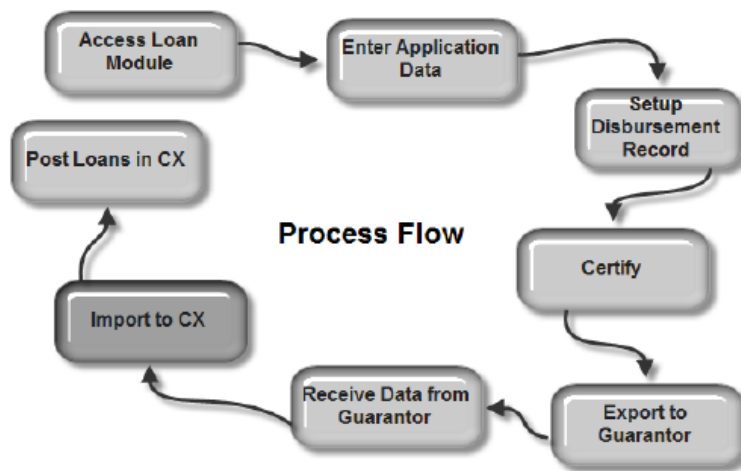 Access Loan
Module
Enter Application
Data
Setup
Disbursement
Record
Certify
Export to
Guarantor
Receive Data from
Guarantor
Import to CX
Post Loans in CX
Process Flow